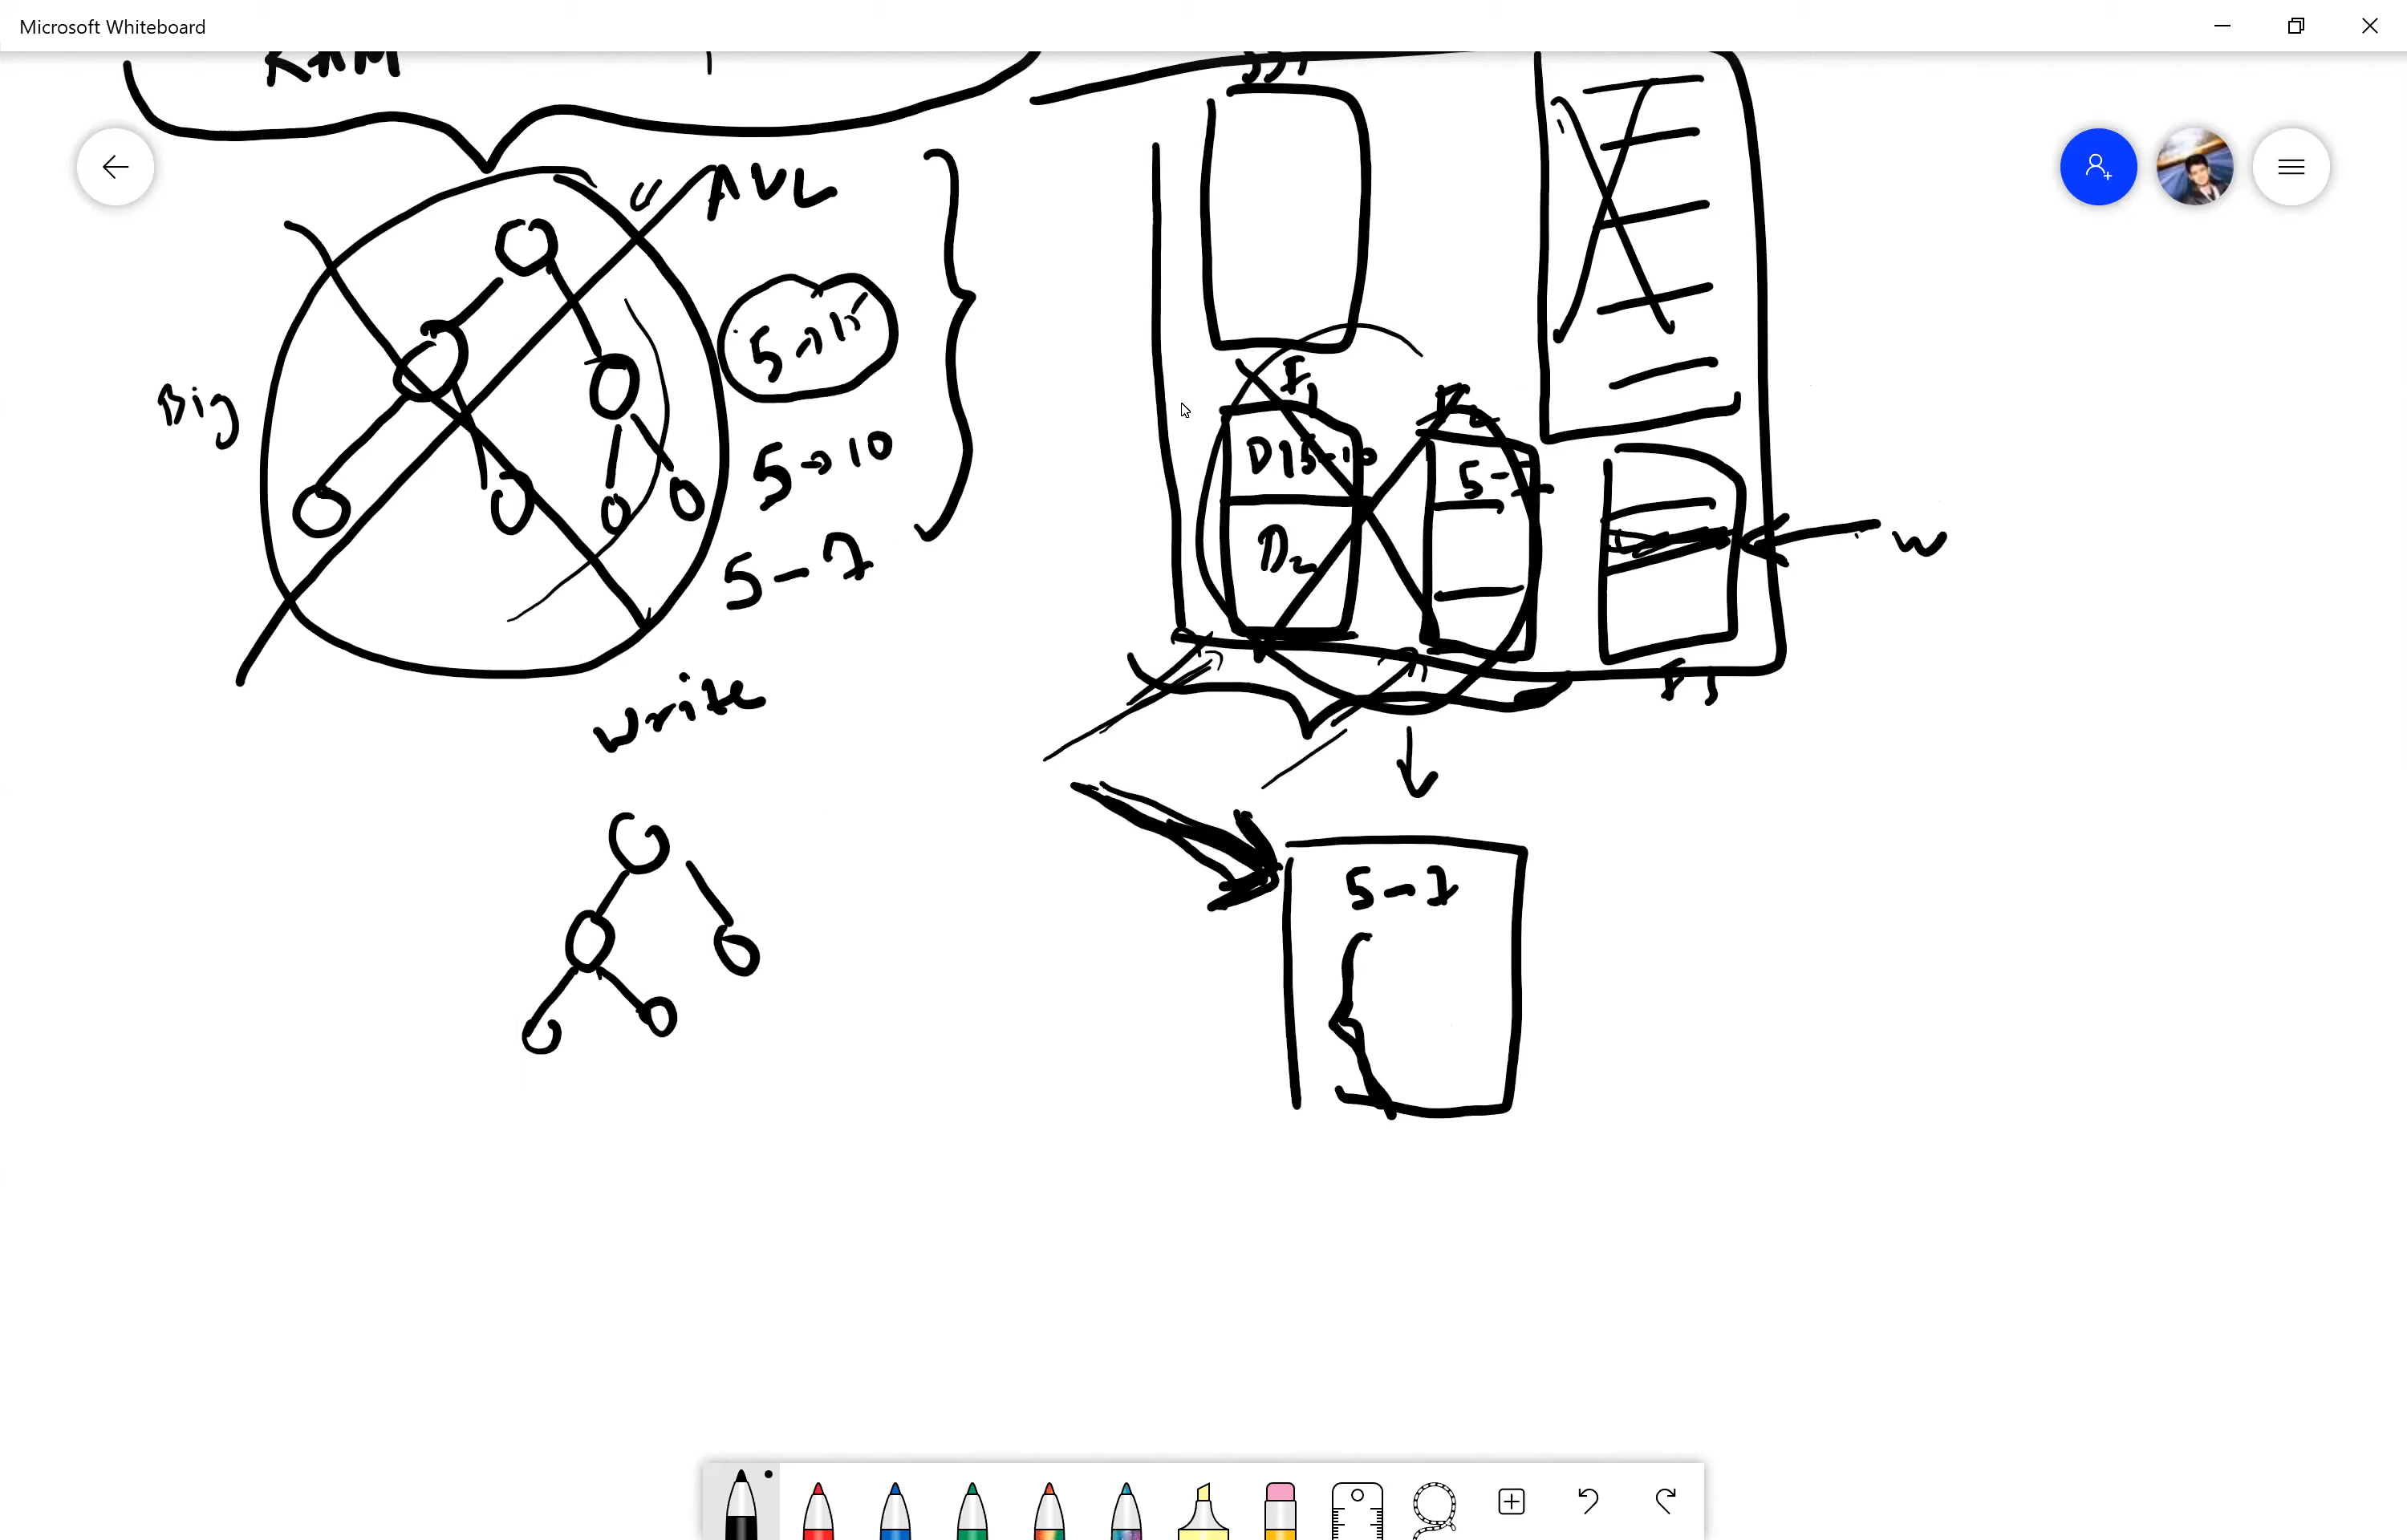 Microsoft Whiteboard
RAM
AVL
Big
5→15
5→10
5-7
write
F1
D1 5-10
D2
F2
5-7
W
5-7